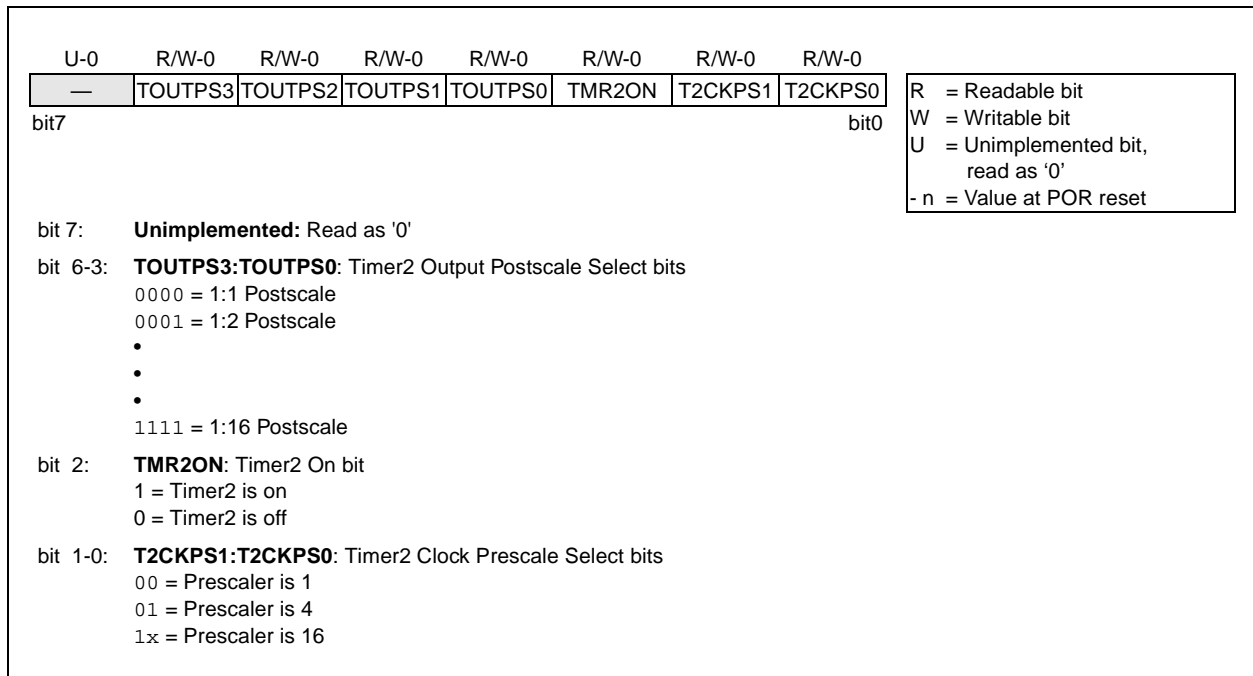 U-0 R/W-0 R/W-0 R/W-0 R/W-0 R/W-0 R/W-0 R/W-0
— TOUTPS3 TOUTPS2 TOUTPS1 TOUTPS0 TMR2ON T2CKPS1 T2CKPS0
bit7 bit0
R = Readable bit
W = Writable bit
U = Unimplemented bit,
read as ‘0’
- n = Value at POR reset
bit 7: Unimplemented: Read as '0'
bit 6-3: TOUTPS3:TOUTPS0: Timer2 Output Postscale Select bits
0000 = 1:1 Postscale
0001 = 1:2 Postscale
•
•
•
1111 = 1:16 Postscale
bit 2: TMR2ON: Timer2 On bit
1 = Timer2 is on
0 = Timer2 is off
bit 1-0: T2CKPS1:T2CKPS0: Timer2 Clock Prescale Select bits
00 = Prescaler is 1
01 = Prescaler is 4
1x = Prescaler is 16